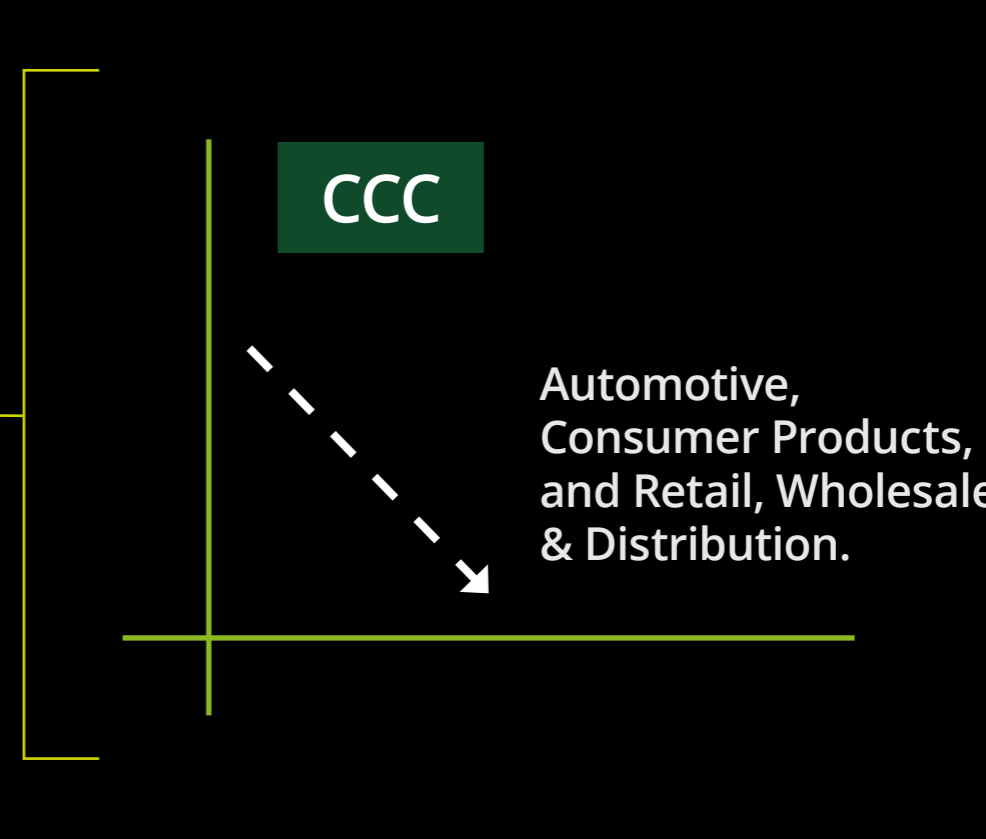 CCC
Automotive,
Consumer Products,
and Retail, Wholesale
& Distribution.